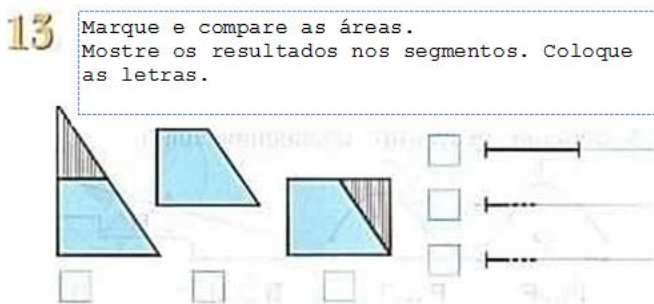 13
Marque e compare as áreas.
Mostre os resultados nos segmentos. Coloque
as letras.